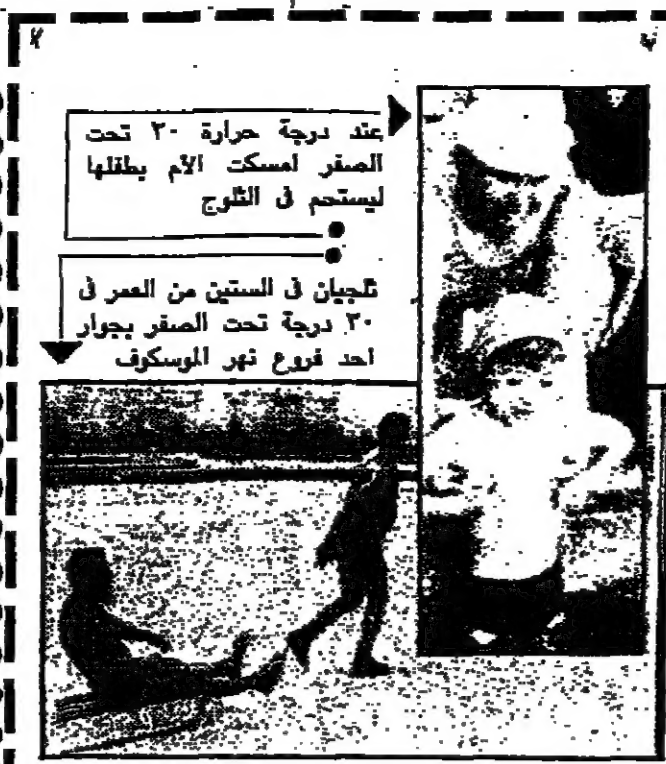 عند درجة حرارة ٣٠ تحت
الصفر امسكت الأم بطفلها
ليستحم فى الثلوج
ثلجيان فى الستين من العمر فى
٣٠ درجة تحت الصفر بجوار
احد فروع نهر الموسكوف